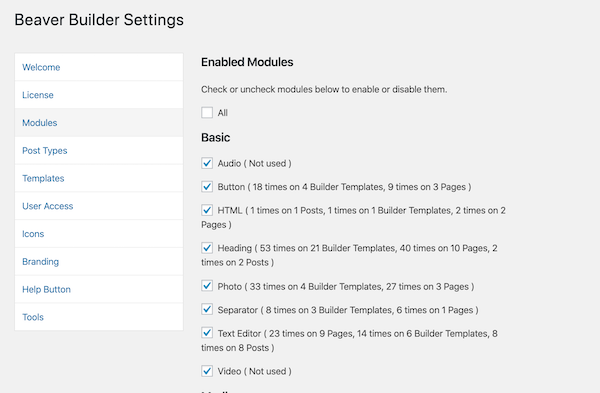 Beaver Builder Settings
Welcome
License
Modules
Post Types
Templates
User Access
Icons
Branding
Help Button
Tools
Enabled Modules
Check or uncheck modules below to enable or disable them.
All
Basic
Audio ( Not used )
Button ( 18 times on 4 Builder Templates, 9 times on 3 Pages )
HTML ( 1 times on 1 Posts, 1 times on 1 Builder Templates, 2 times on 2
Pages )
Heading ( 53 times on 21 Builder Templates, 40 times on 10 Pages, 2
times on 2 Posts )
Photo ( 33 times on 4 Builder Templates, 27 times on 3 Pages )
Separator ( 8 times on 3 Builder Templates, 6 times on 1 Pages )
Text Editor ( 23 times on 9 Pages, 14 times on 6 Builder Templates, 8
times on 8 Posts )
Video ( Not used )